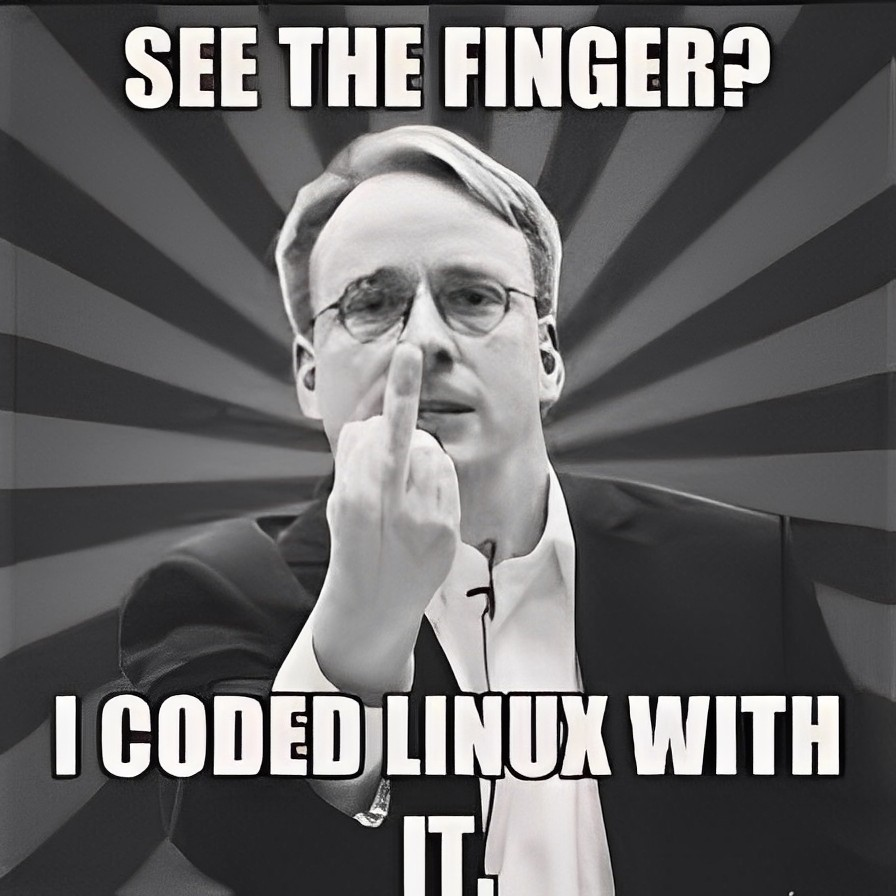 SEE THE FINGER?
I CODED LINUX WITH
IT.